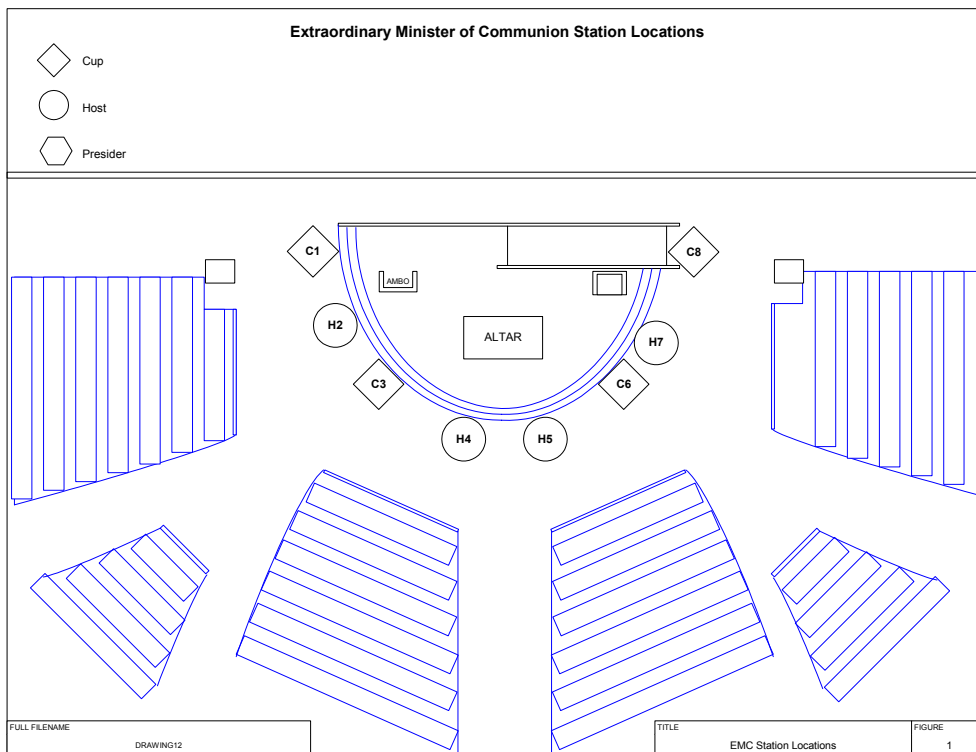 Extraordinary Minister of Communion Station Locations
Cup
Host
Presider
C1
C8
AMBO
H2
ALTAR
H7
C3
C6
H4
H5
FULL FILENAME
DRAWING12
TITLE
EMC Station Locations
FIGURE
1